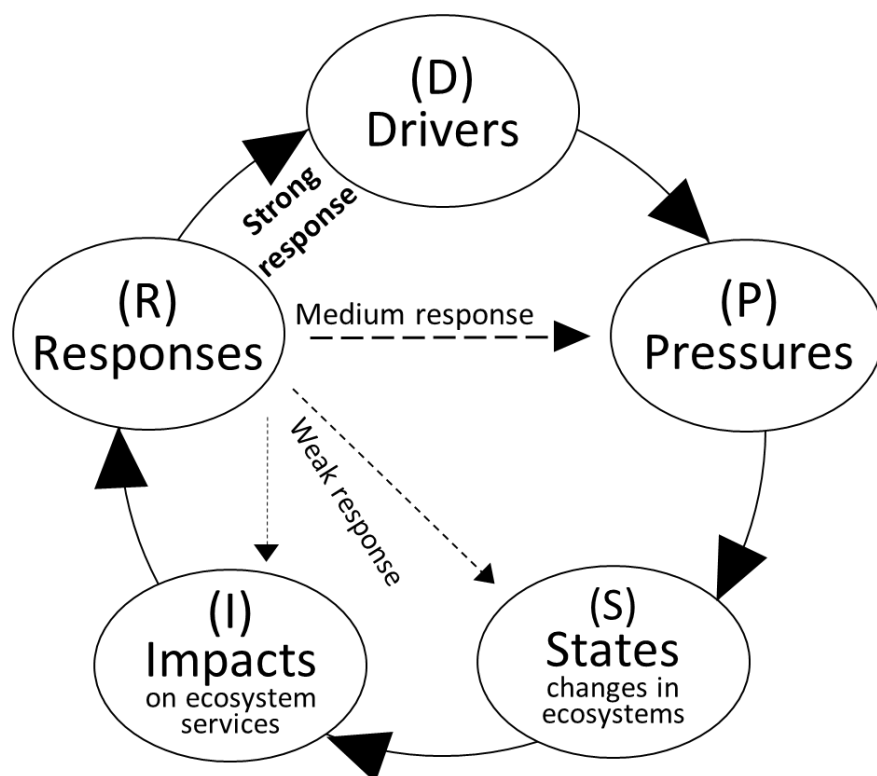 (D)
Drivers
Strong
response
(R)
Responses
Medium response
(P)
Pressures
Weak response
(I)
Impacts
on ecosystem
services
(S)
States
changes in
ecosystems